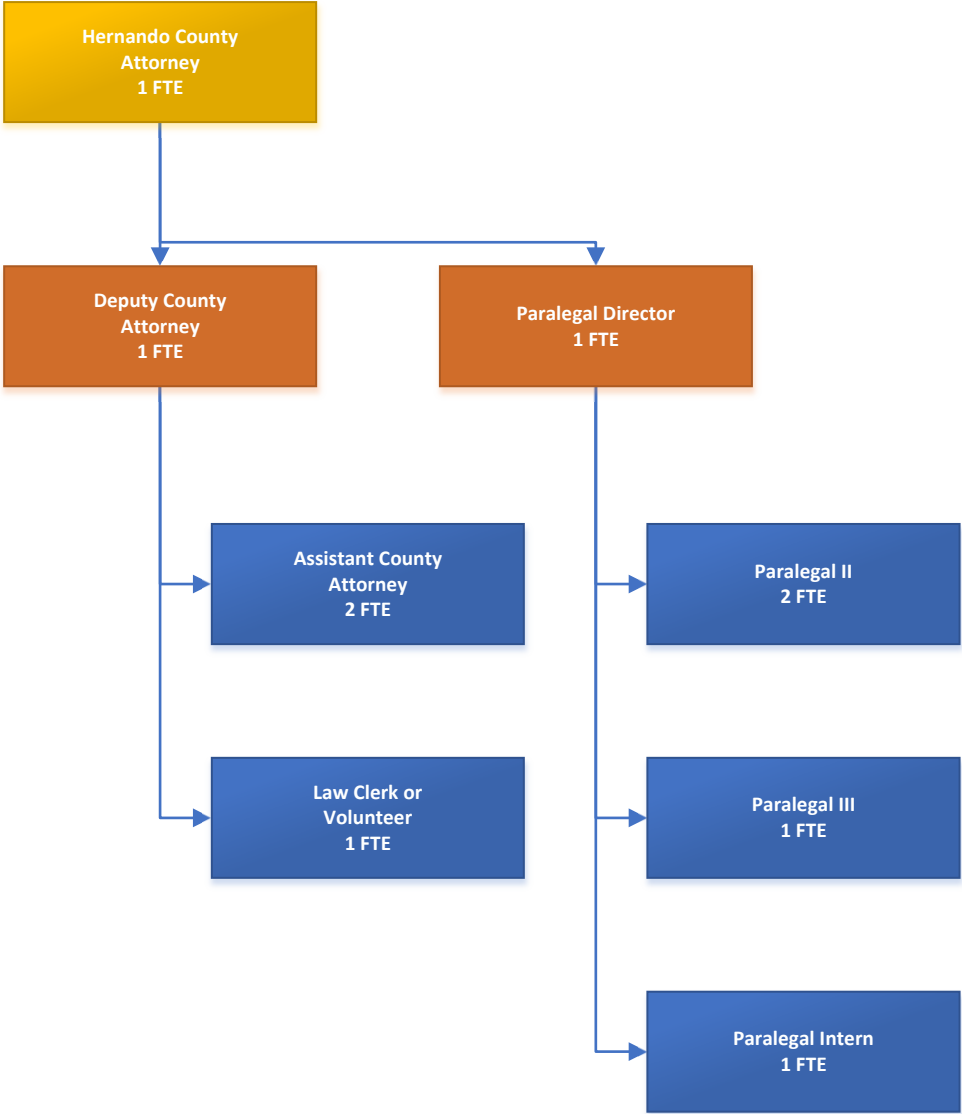 Hernando County
Attorney
1 FTE
Deputy County
Attorney
1 FTE
Paralegal Director
1 FTE
Assistant County
Attorney
2 FTE
Paralegal II
2 FTE
Law Clerk or
Volunteer
1 FTE
Paralegal III
1 FTE
Paralegal Intern
1 FTE